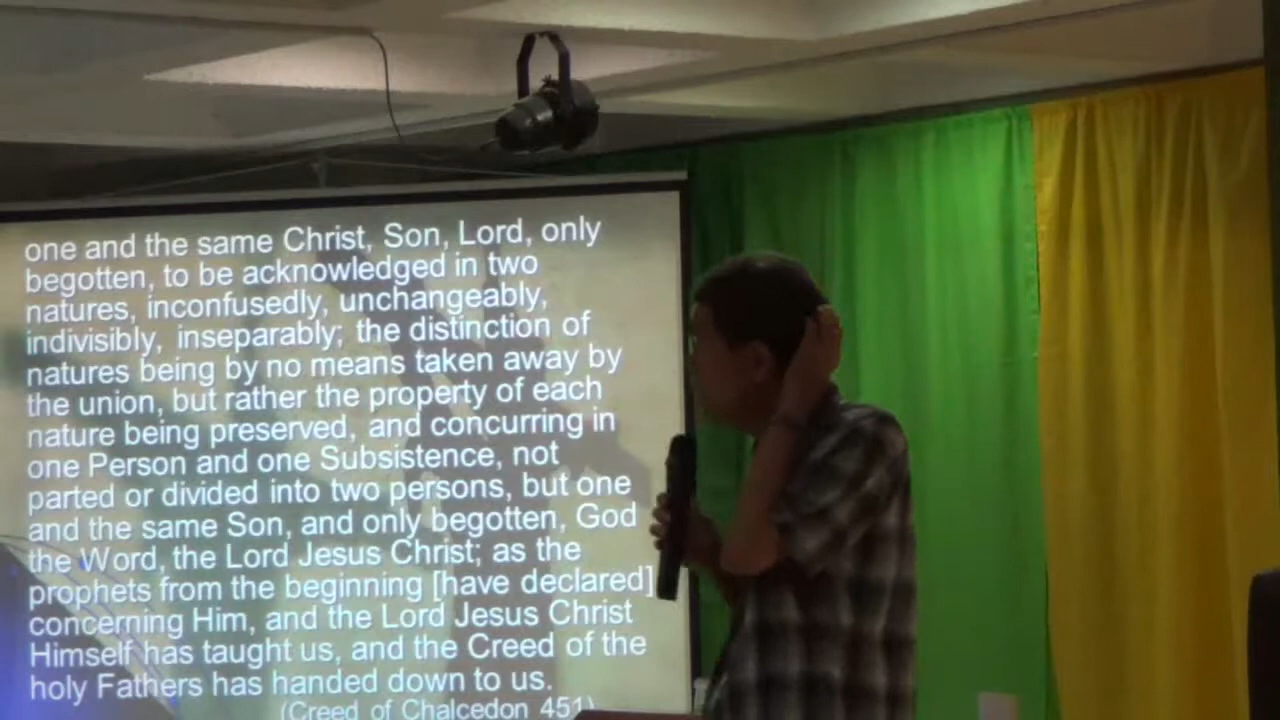 one and the same Christ, Son, Lord, only
begotten, to be acknowledged in two
natures, inconfusedly, unchangeably,
indivisibly, inseparably; the distinction of
natures being by no means taken away by
the union, but rather the property of each
nature being preserved, and concurring in
one Person and one Subsistence, not
parted or divided into two persons, but one
and the same Son, and only begotten, God
the Word, the Lord Jesus Christ; as the
prophets from the beginning [have declared]
concerning Him, and the Lord Jesus Christ
Himself has taught us, and the Creed of the
holy Fathers has handed down to us.
(Creed of Chalcedon 451)